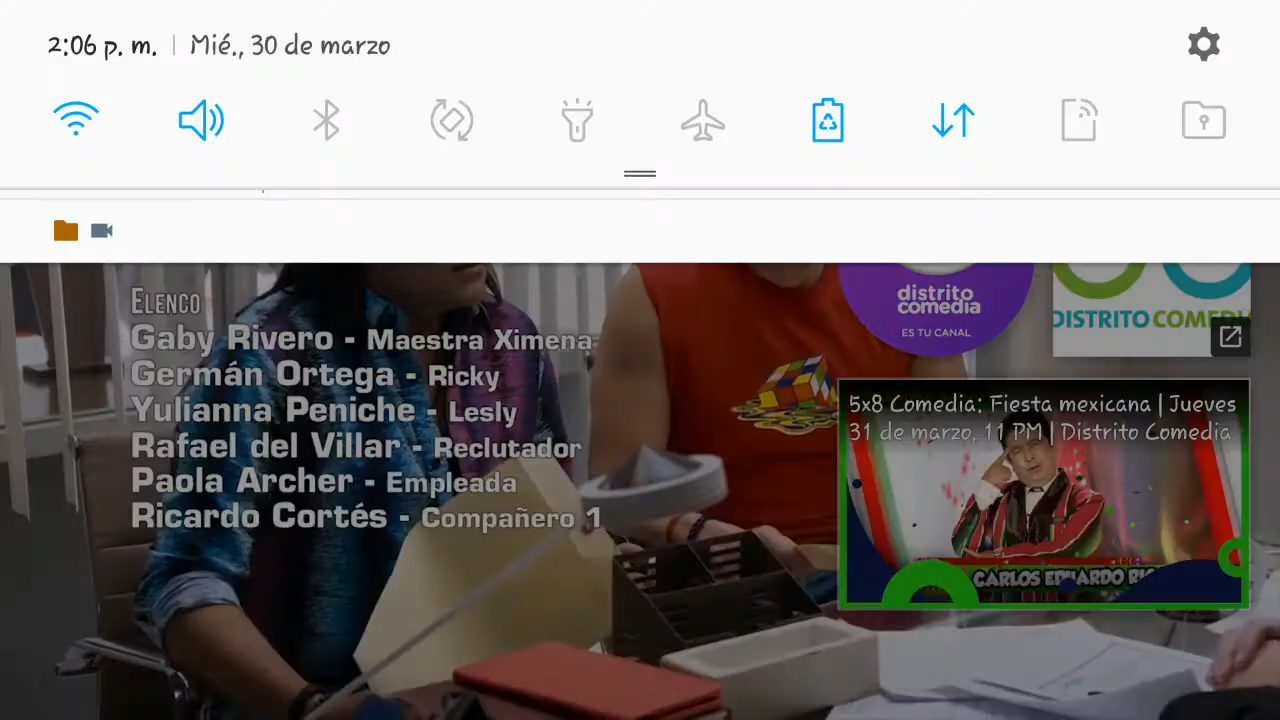 2:06 p. m. | Mié., 30 de marzo
Elenco
Gaby Rivero - Maestra Ximena
Germán Ortega - Ricky
Yulianna Peniche - Lesly
Rafael del Villar - Reclutador
Paola Archer - Empleada
Ricardo Cortés - Compañero 1
distrito
comedia
ES TU CANAL
DISTRITO COMEDI
5x8 Comedia: Fiesta mexicana | Jueves
31 de marzo, 11 PM | Distrito Comedia
CARLOS EDUARDO RI